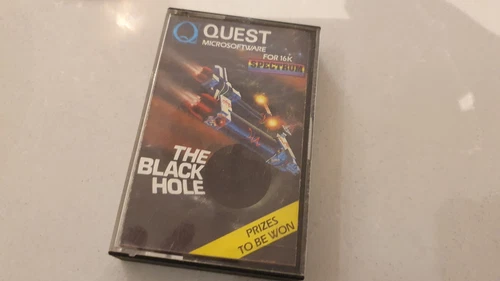 Q QUEST
MICROSOFTWARE
FOR 16K
SPECTRUM
THE
BLACK
HOLE
PRIZES
TO BE WON